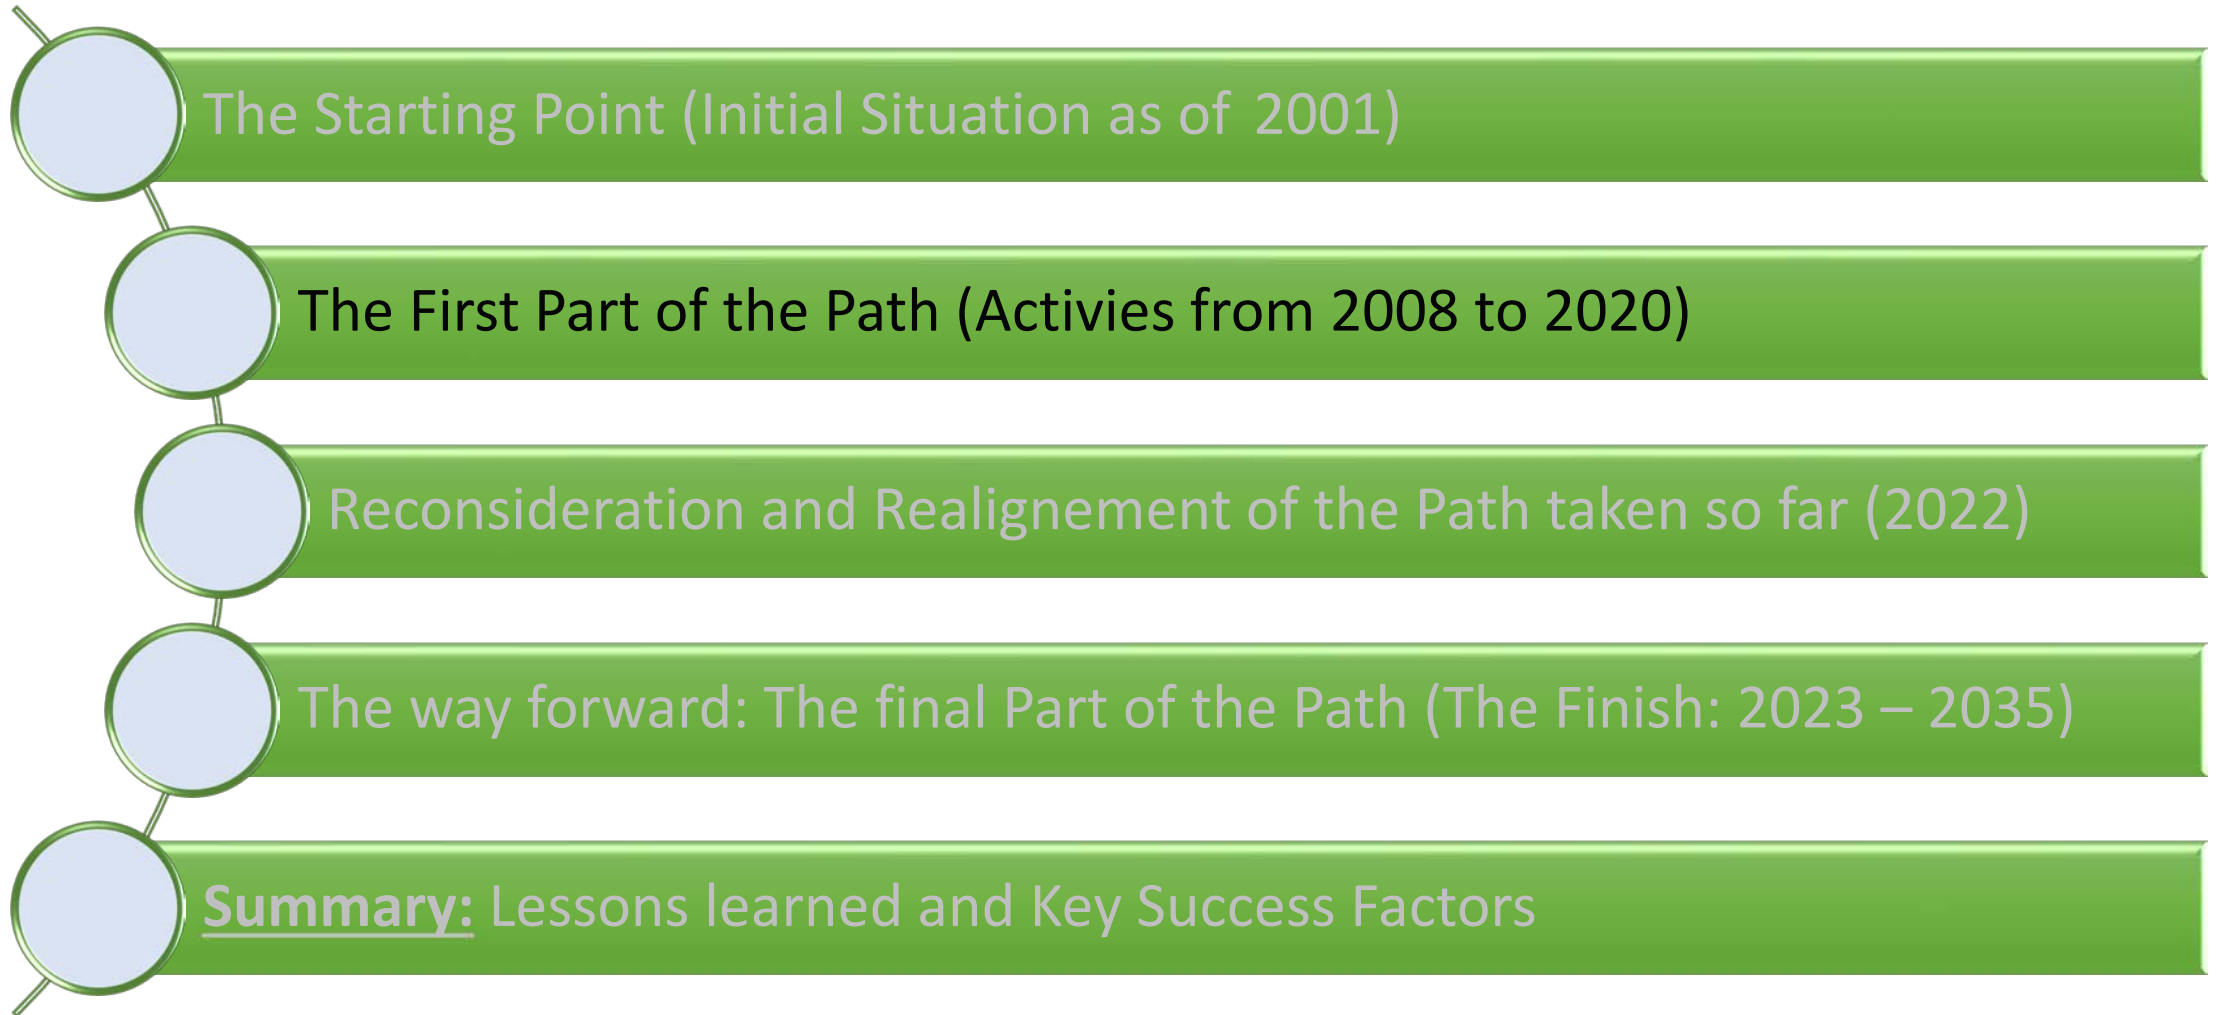 The Starting Point (Initial Situation as of 2001)
The First Part of the Path (Activies from 2008 to 2020)
Reconsideration and Realignement of the Path taken so far (2022)
The way forward: The final Part of the Path (The Finish: 2023 – 2035)
Summary: Lessons learned and Key Success Factors